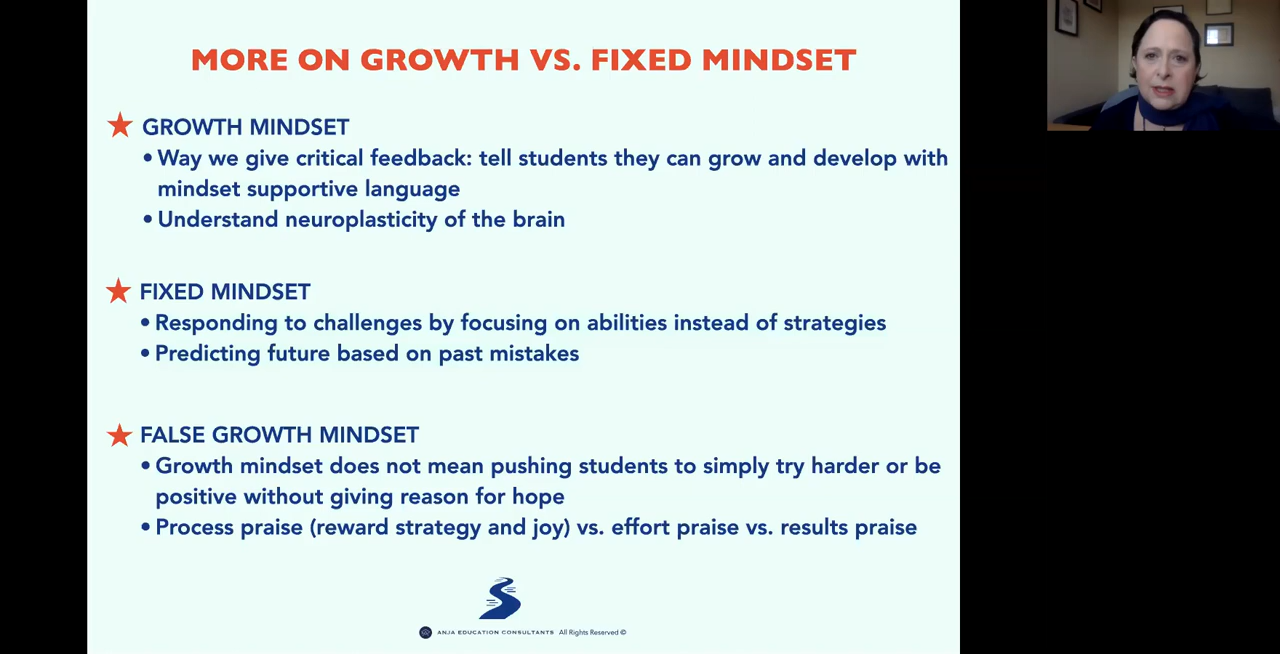 MORE ON GROWTH VS. FIXED MINDSET
GROWTH MINDSET
• Way we give critical feedback: tell students they can grow and develop with
mindset supportive language
• Understand neuroplasticity of the brain
FIXED MINDSET
• Responding to challenges by focusing on abilities instead of strategies
• Predicting future based on past mistakes
FALSE GROWTH MINDSET
• Growth mindset does not mean pushing students to simply try harder or be
positive without giving reason for hope
• Process praise (reward strategy and joy) vs. effort praise vs. results praise
ANJA EDUCATION CONSULTANTS All Rights Reserved ©